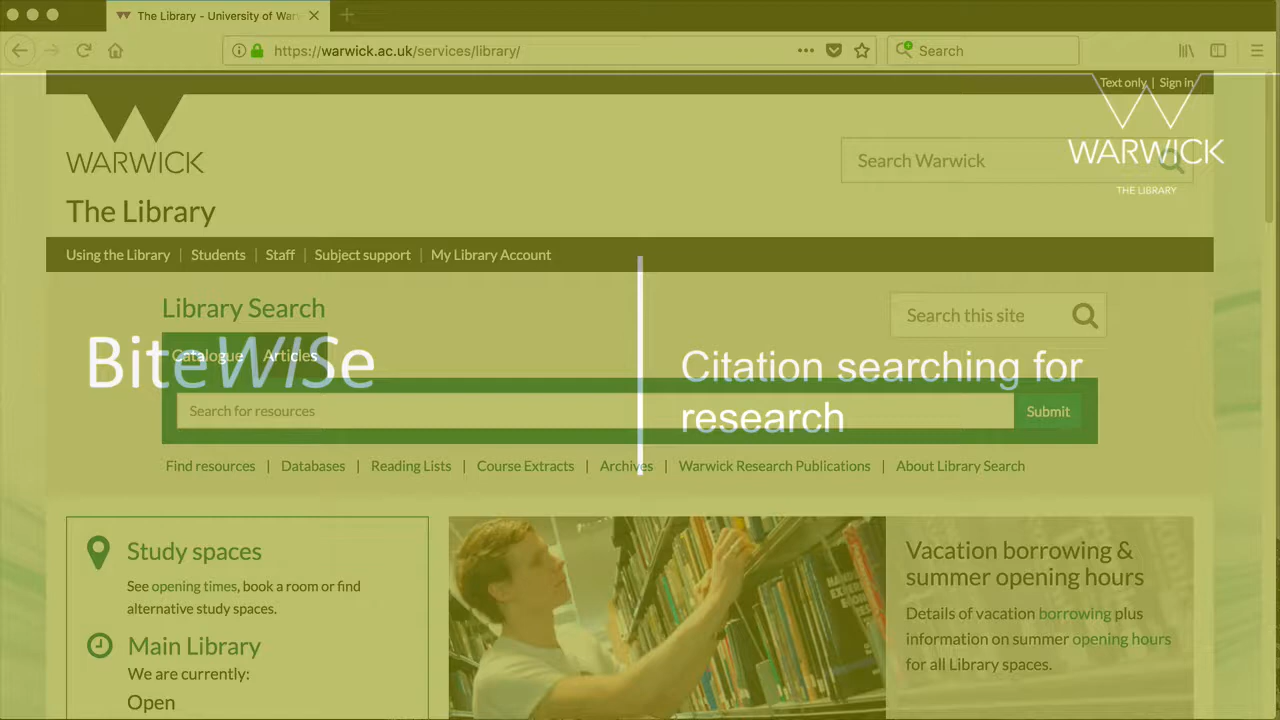 The Library - University of War
https://warwick.ac.uk/services/library/
Search
Text only | Sign in
WARWICK
Search Warwick
WARWICK
THE LIBRARY
The Library
Using the Library | Students | Staff | Subject support | My Library Account
Library Search
Search this site
Catalogue Articles
BiteWISe
Citation searching for
research
Search for resources
Submit
Find resources | Databases | Reading Lists | Course Extracts | Archives | Warwick Research Publications | About Library Search
Study spaces
See opening times, book a room or find
alternative study spaces.
Main Library
We are currently:
Open
Vacation borrowing &
summer opening hours
Details of vacation borrowing plus
information on summer opening hours
for all Library spaces.